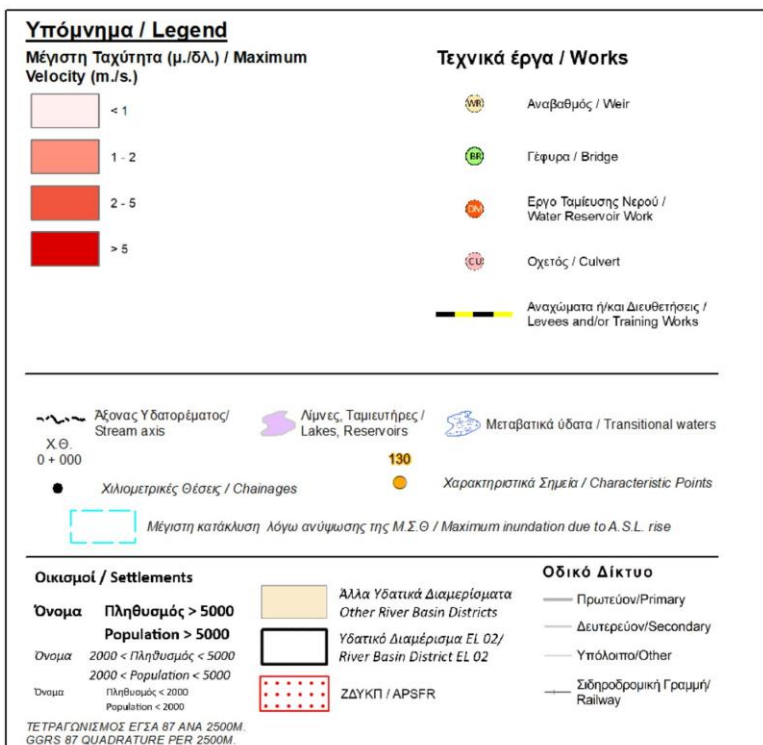 Υπόμνημα / Legend
Μέγιστη Ταχύτητα (μ./δλ.) / Maximum
Velocity (m./s.)
< 1
1 - 2
2 - 5
> 5
Τεχνικά έργα / Works
WR
Αναβαθμός / Weir
BR
Γέφυρα / Bridge
DM
Εργο Ταμίευσης Νερού /
Water Reservoir Work
CU
Οχετός / Culvert
Αναχώματα ή/και Διευθετήσεις /
Levees and/or Training Works
Άξονας Υδατορέματος/
Stream axis
Λίμνες, Ταμιευτήρες /
Lakes, Reservoirs
Μεταβατικά ύδατα / Transitional waters
Χ.Θ.
0 + 000
Χιλιομετρικές Θέσεις / Chainages
130
Χαρακτηριστικά Σημεία / Characteristic Points
Μέγιστη κατάκλυση λόγω ανύψωσης της Μ.Σ.Θ / Maximum inundation due to A.S.L. rise
Οικισμοί / Settlements
Όνομα Πληθυσμός > 5000
Population > 5000
Όνομα 2000 < Πληθυσμός < 5000
2000 < Population < 5000
Όνομα Πληθυσμός < 2000
Population < 2000
ΤΕΤΡΑΓΩΝΙΣΜΟΣ ΕΓΣΑ 87 ΑΝΑ 2500Μ.
GGRS 87 QUADRATURE PER 2500M.
Άλλα Υδατικά Διαμερίσματα
Other River Basin Districts
Υδατικό Διαμέρισμα EL 02/
River Basin District EL 02
ΖΔΥΚΠ / APSFR
Οδικό Δίκτυο
Πρωτεύον/Primary
Δευτερεύον/Secondary
Υπόλοιπο/Other
Σιδηροδρομική Γραμμή/
Railway